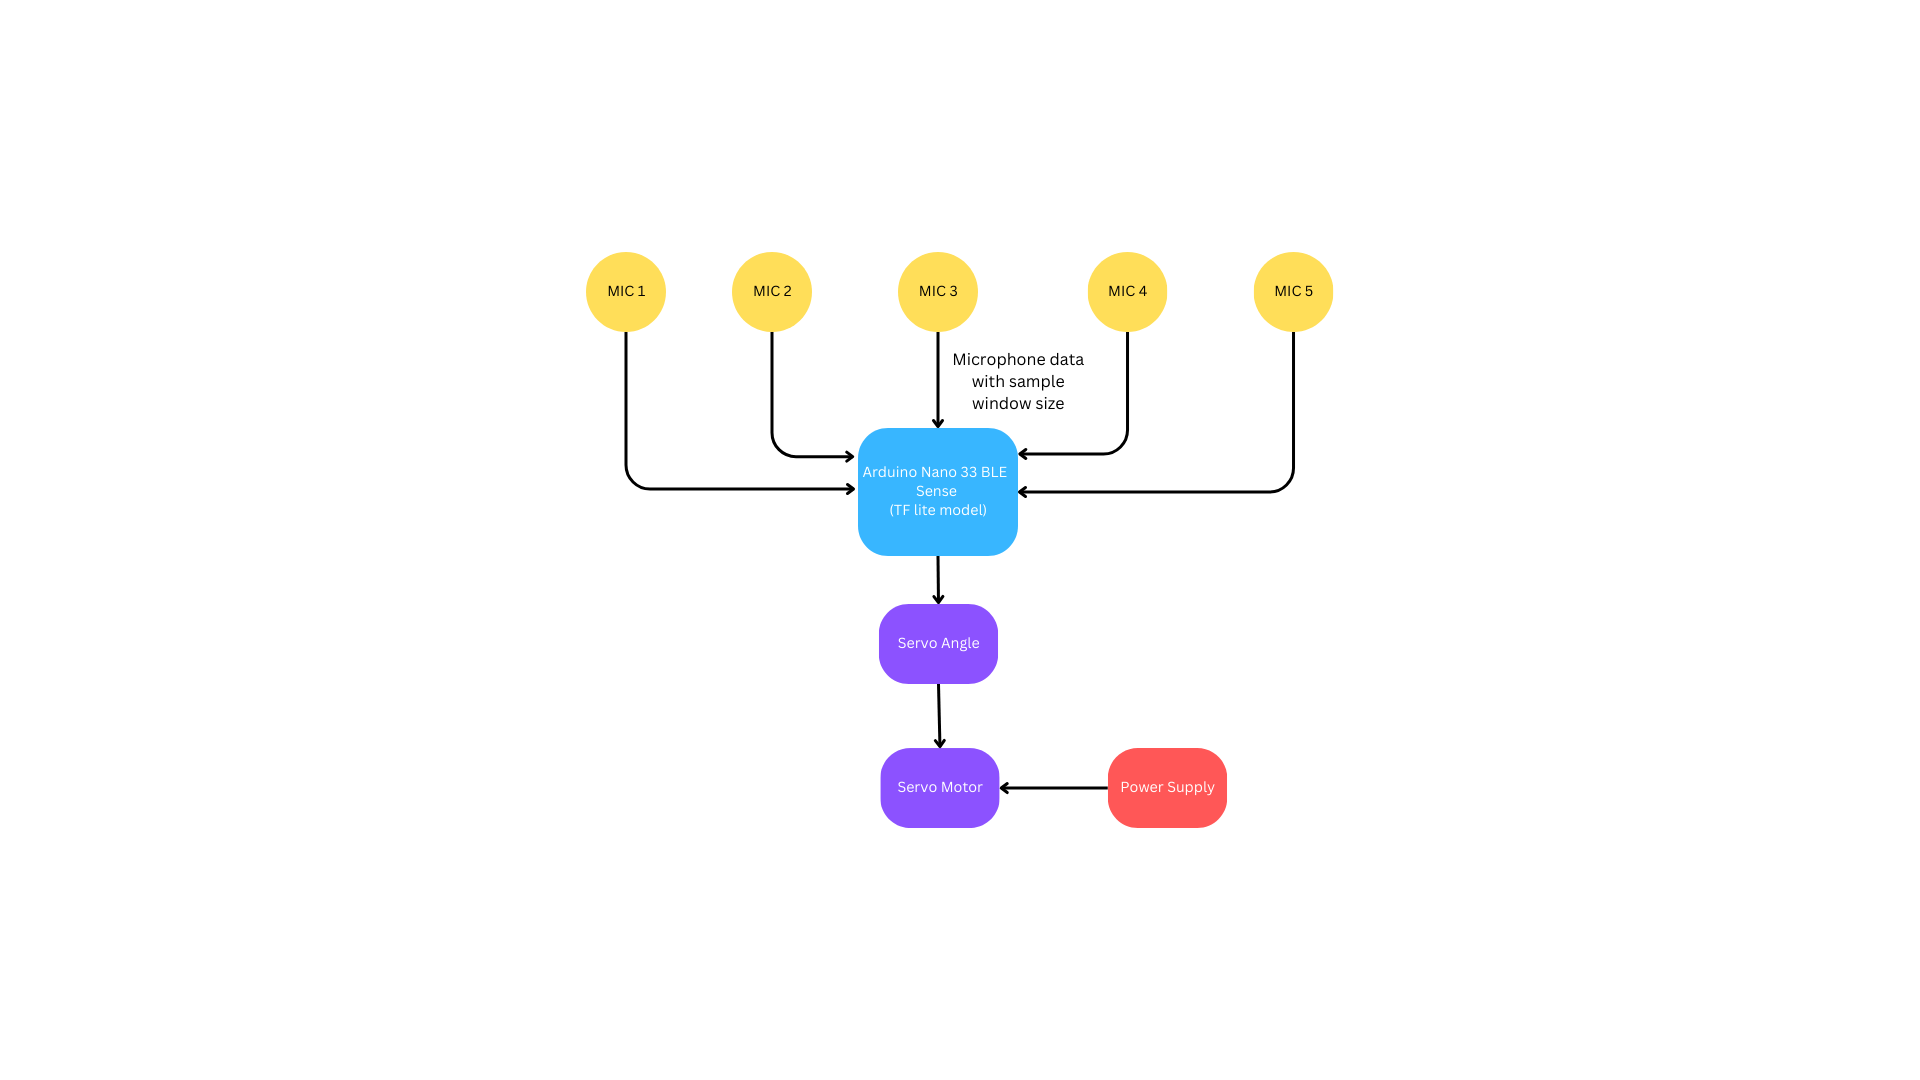 MIC 1
MIC 2
MIC 3
MIC 4
MIC 5
Microphone data
with sample
window size
Arduino Nano 33 BLE
Sense
(TF lite model)
Servo Angle
Servo Motor
Power Supply